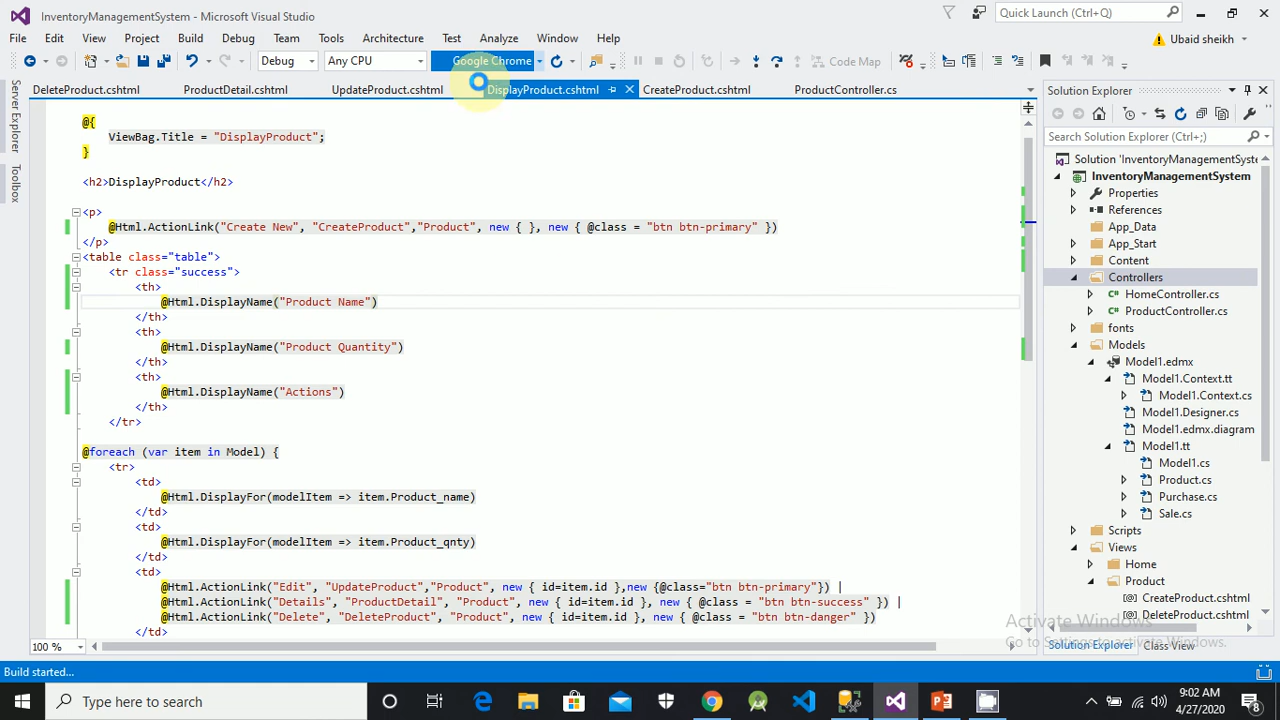 InventoryManagementSystem - Microsoft Visual Studio
Quick Launch (Ctrl+Q)
File Edit View Project Build Debug Team Tools Architecture Test Analyze Window Help
Ubaid sheikh
Debug Any CPU Google Chrome Code Map
DeleteProduct.cshtml ProductDetail.cshtml UpdateProduct.cshtml DisplayProduct.cshtml CreateProduct.cshtml ProductController.cs
Server Explorer
Toolbox
@{
ViewBag.Title = "DisplayProduct";
}
<h2>DisplayProduct</h2>
<p>
@Html.ActionLink("Create New", "CreateProduct","Product", new { }, new { @class = "btn btn-primary" })
</p>
<table class="table">
<tr class="success">
<th>
@Html.DisplayName("Product Name")
</th>
<th>
@Html.DisplayName("Product Quantity")
</th>
<th>
@Html.DisplayName("Actions")
</th>
</tr>
@foreach (var item in Model) {
<tr>
<td>
@Html.DisplayFor(modelItem => item.Product_name)
</td>
<td>
@Html.DisplayFor(modelItem => item.Product_qnty)
</td>
<td>
@Html.ActionLink("Edit", "UpdateProduct","Product", new { id=item.id },new {@class="btn btn-primary"}) |
@Html.ActionLink("Details", "ProductDetail", "Product", new { id=item.id }, new { @class = "btn btn-success" }) |
@Html.ActionLink("Delete", "DeleteProduct", "Product", new { id=item.id }, new { @class = "btn btn-danger" })
</td>
100 %
Solution Explorer
Search Solution Explorer (Ctrl+;)
Solution 'InventoryManagementSyste
InventoryManagementSystem
Properties
References
App_Data
App_Start
Content
Controllers
HomeController.cs
ProductController.cs
fonts
Models
Model1.edmx
Model1.Context.tt
Model1.Context.cs
Model1.Designer.cs
Model1.edmx.diagram
Model1.tt
Model1.cs
Product.cs
Purchase.cs
Sale.cs
Scripts
Views
Home
Product
CreateProduct.cshtml
DeleteProduct.cshtml
Activate Windows
Go to Settings to activate Windows.
Solution Explorer Class View
Build started...
Type here to search
9:02 AM
4/27/2020
8